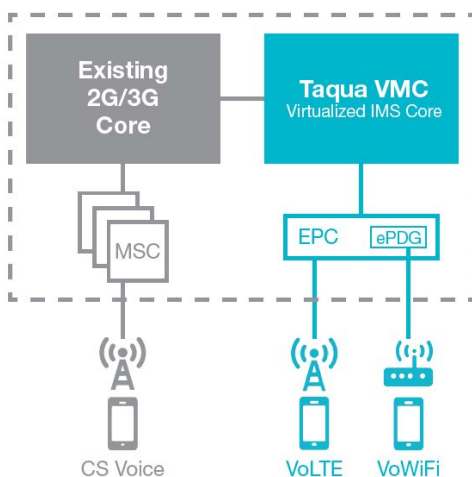 Existing
2G/3G
Core
Taqua VMC
Virtualized IMS Core
MSC
EPC
ePDG
CS Voice
VoLTE
VoWiFi